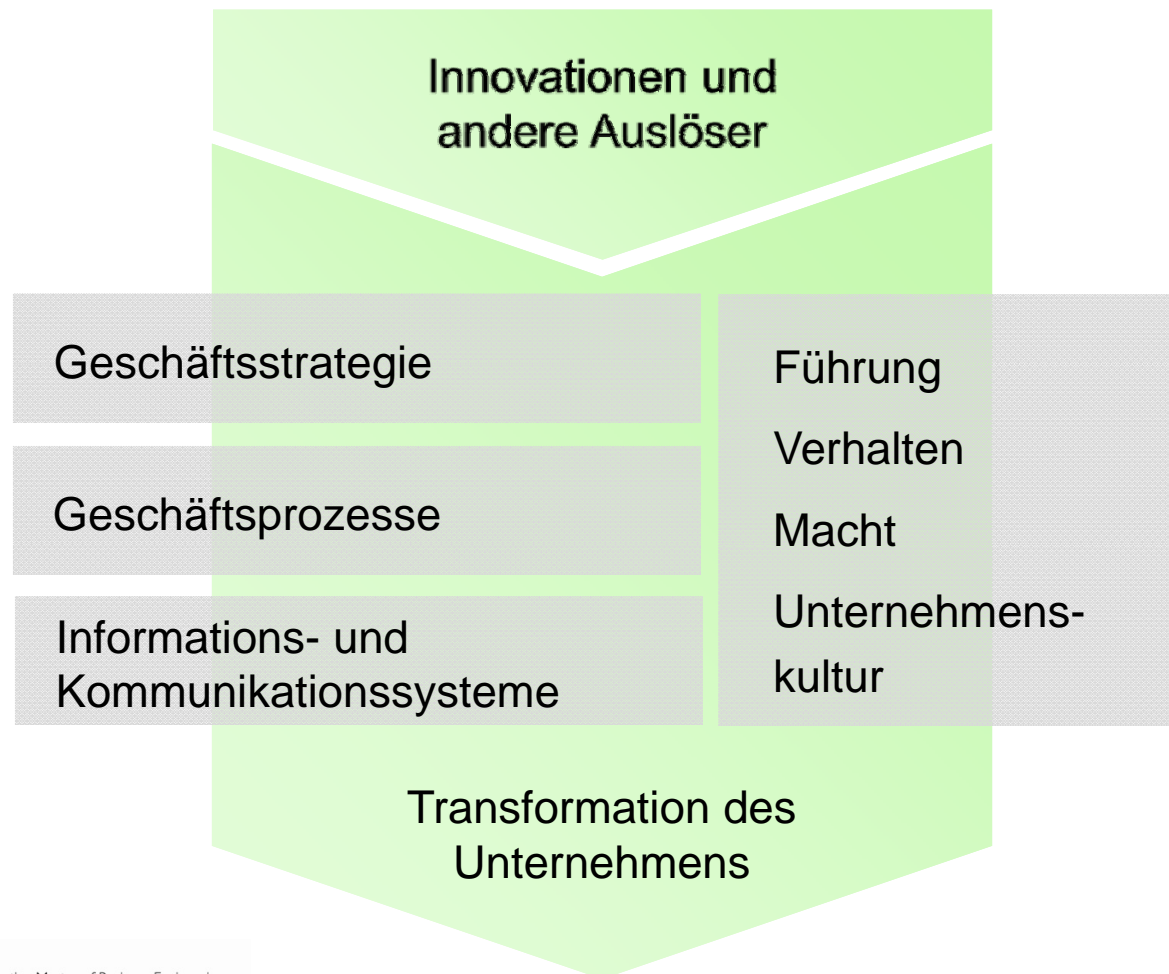 Innovationen und
andere Auslöser
Geschäftsstrategie
Geschäftsprozesse
Informations- und
Kommunikationssysteme
Führung
Verhalten
Macht
Unternehmens-
kultur
Transformation des
Unternehmens